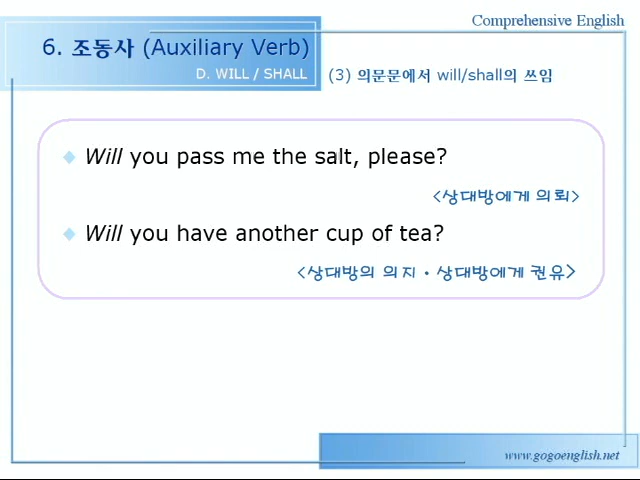 Comprehensive English
6. 조동사 (Auxiliary Verb)
D. WILL / SHALL
(3) 의문문에서 will/shall의 쓰임
Will you pass me the salt, please?
<상대방에게 의뢰>
Will you have another cup of tea?
<상대방의 의지·상대방에게 권유>
www.gogoenglish.net